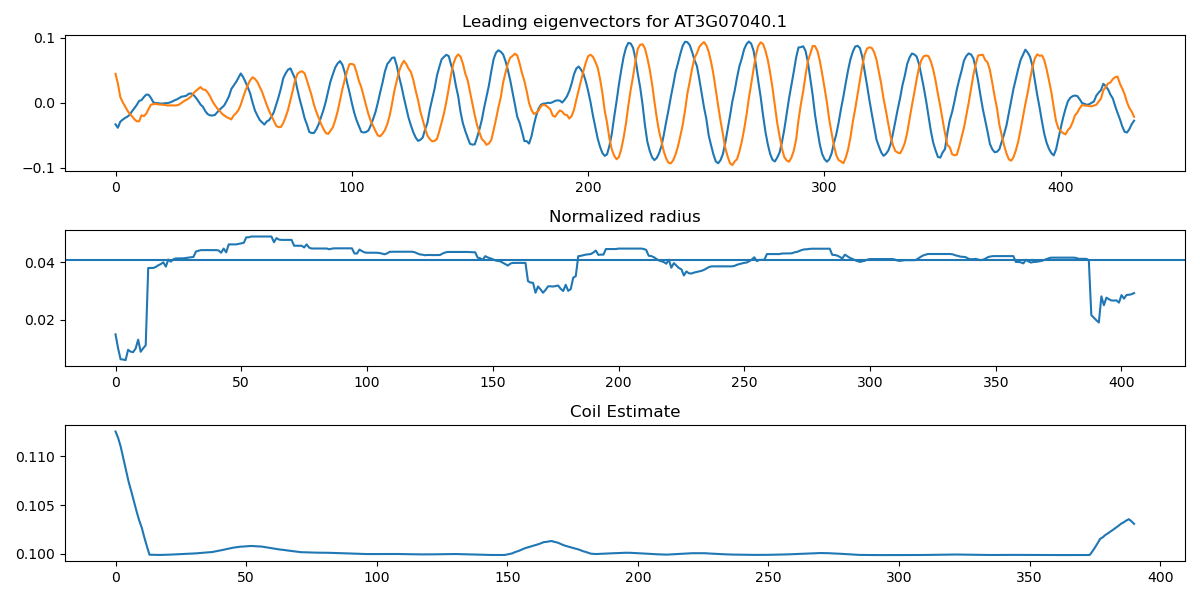 Leading eigenvectors for AT3G07040.1
0.1
0.0
−0.1
0 100 200 300 400
Normalized radius
0.04
0.02
0 50 100 150 200 250 300 350 400
Coil Estimate
0.110
0.105
0.100
0 50 100 150 200 250 300 350 400